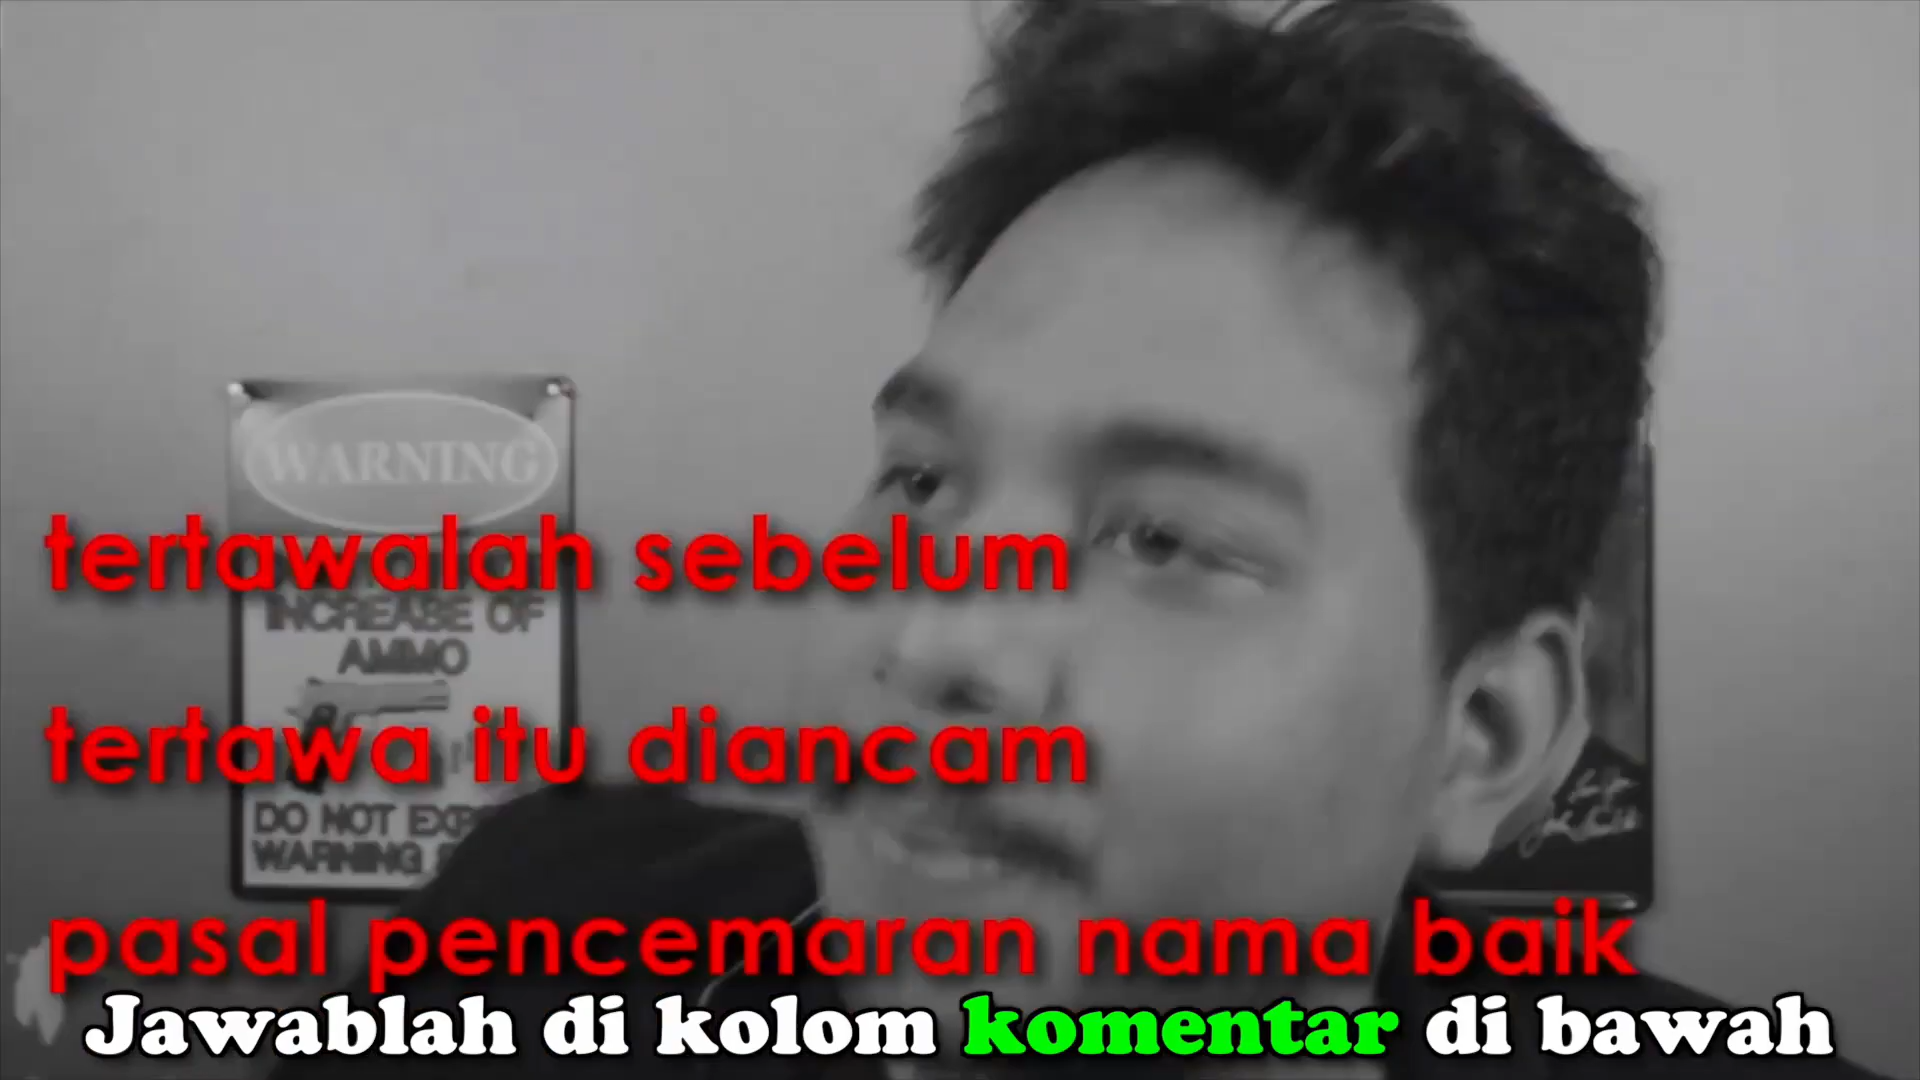 WARNING
tertawalah sebelum
INCREASE OF
AMMO
tertawa itu diancam
DO NOT
WARNING
pasal pencemaran nama baik
Jawablah di kolom komentar di bawah